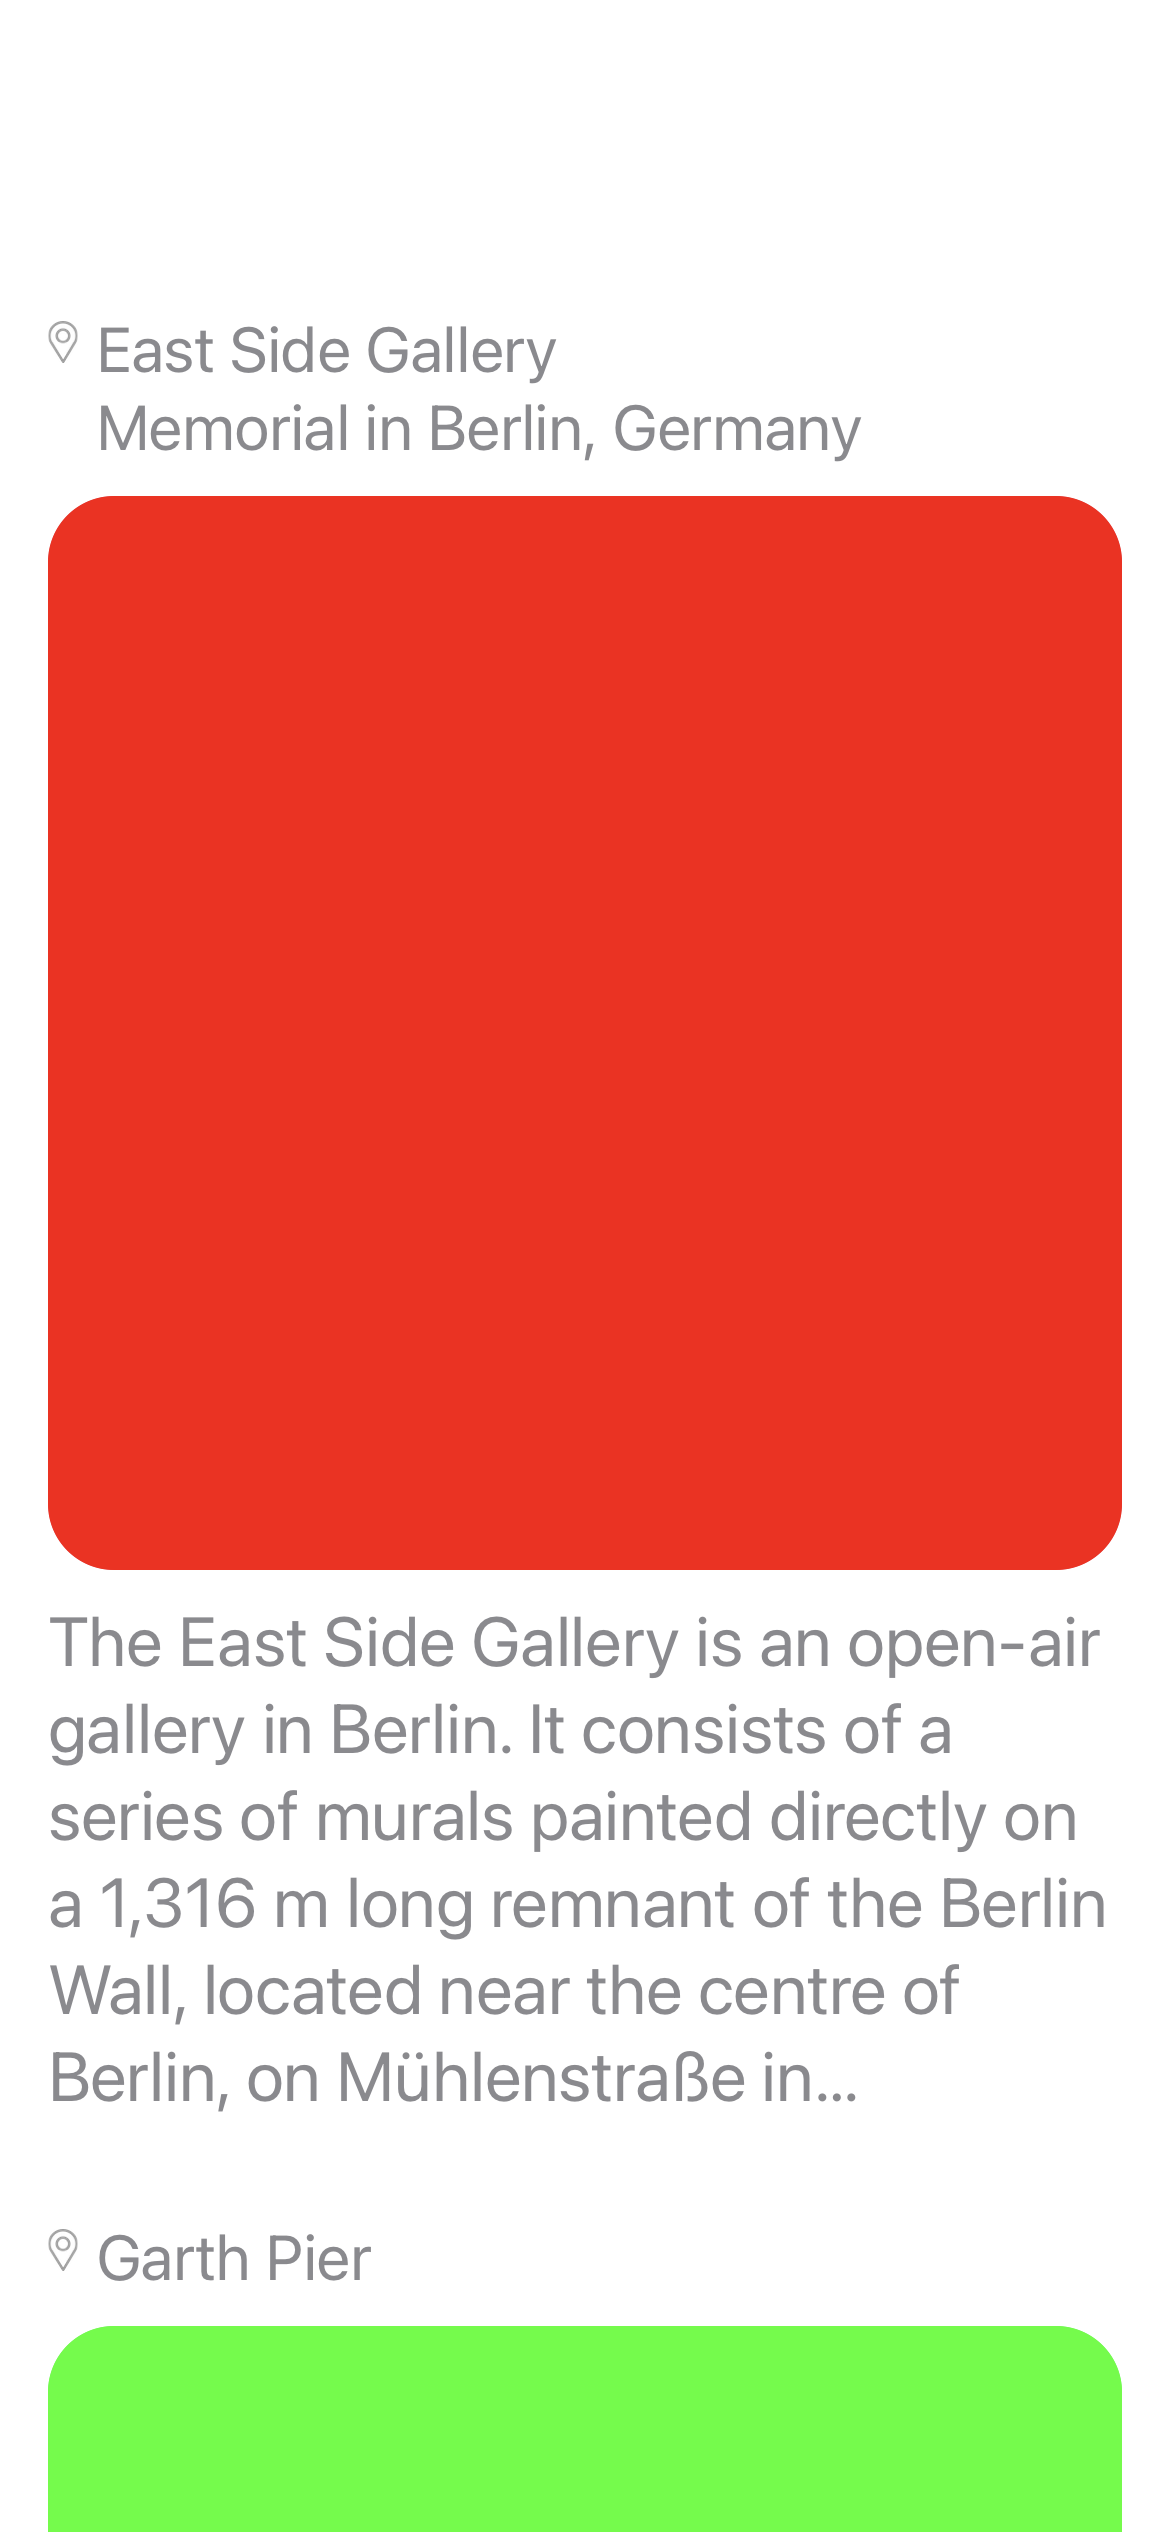 East Side Gallery
Memorial in Berlin, Germany
The East Side Gallery is an open-air
gallery in Berlin. It consists of a
series of murals painted directly on
a 1,316 m long remnant of the Berlin
Wall, located near the centre of
Berlin, on Mühlenstraße in…
Garth Pier